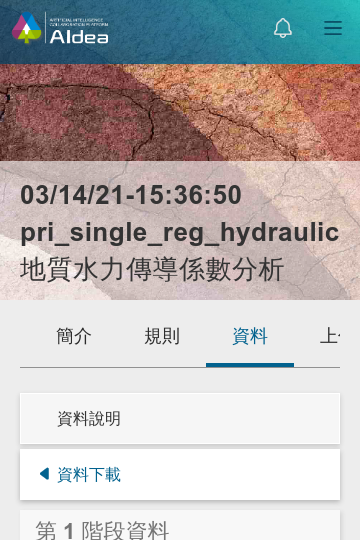 ARTIFICIAL INTELLIGENCE
COLLABORATION PLATFORM
AIdea
03/14/21-15:36:50
pri_single_reg_hydraulic
地質水力傳導係數分析
簡介 規則 資料 上
資料說明
資料下載
第 1 階段資料